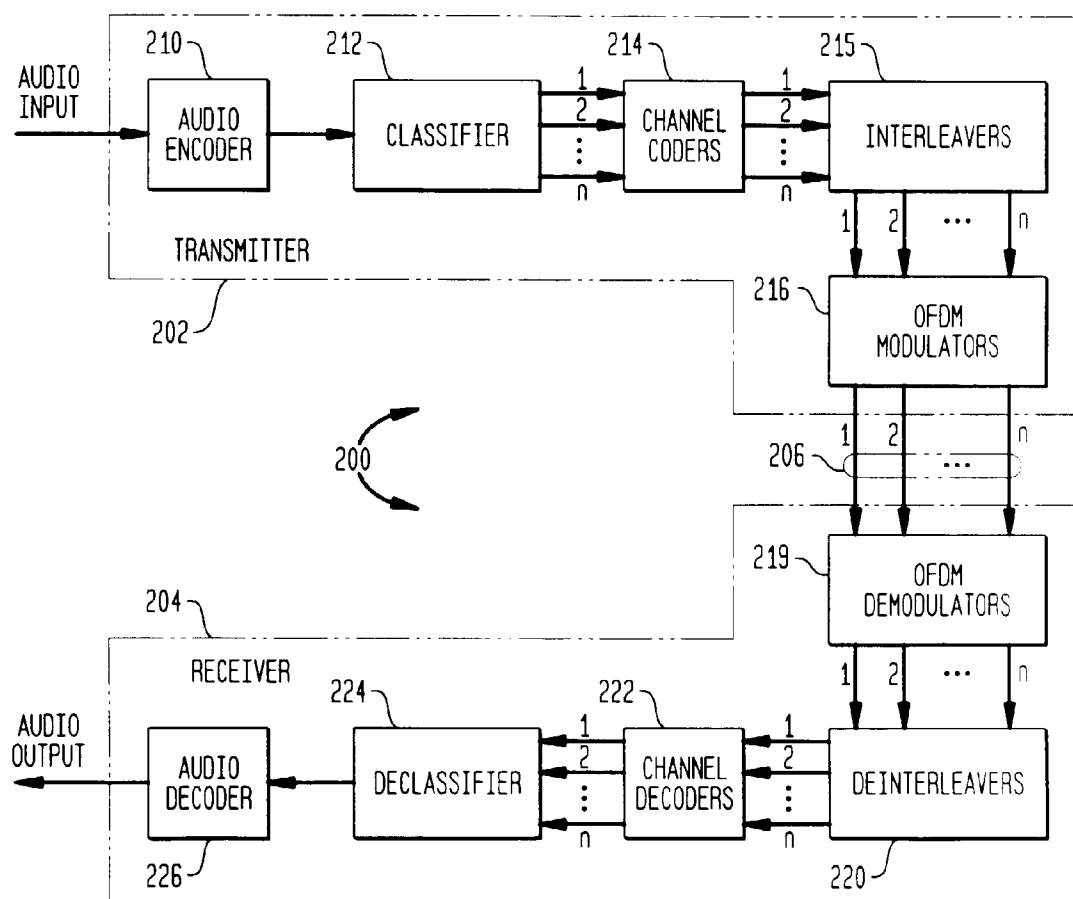 210
212
214
215
AUDIO
INPUT
AUDIO
ENCODER
CLASSIFIER
1
2
⋮
n
CHANNEL
CODERS
1
2
⋮
n
INTERLEAVERS
1 2 ... n
TRANSMITTER
202
216
OFDM
MODULATORS
200
1 2 n
206
...
219
OFDM
DEMODULATORS
1 2 ... n
204
RECEIVER
224
222
AUDIO
OUTPUT
AUDIO
DECODER
DECLASSIFIER
1
2
⋮
n
CHANNEL
DECODERS
1
2
⋮
n
DEINTERLEAVERS
226
220